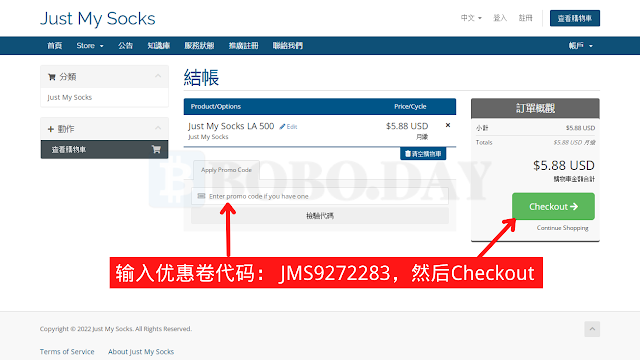 Just My Socks
中文
登入
註冊
查看購物車
首頁 Store 公告 知識庫 服務狀態 推廣註冊 聯絡我們 帳戶
分類
Just My Socks
動作
查看購物車
結帳
Product/Options Price/Cycle
Just My Socks LA 500 Edit $5.88 USD
Just My Socks 月繳
清空購物車
Apply Promo Code
Enter promo code if you have one
檢驗代碼
訂單概觀
小計 $5.88 USD
Totals $5.88 USD 月繳
$5.88 USD
購物車金額合計
Checkout
Continue Shopping
BOBO.DAY
输入优惠卷代码： JMS9272283，然后Checkout
Copyright © 2022 Just My Socks. All Rights Reserved.
Terms of Service About Just My Socks